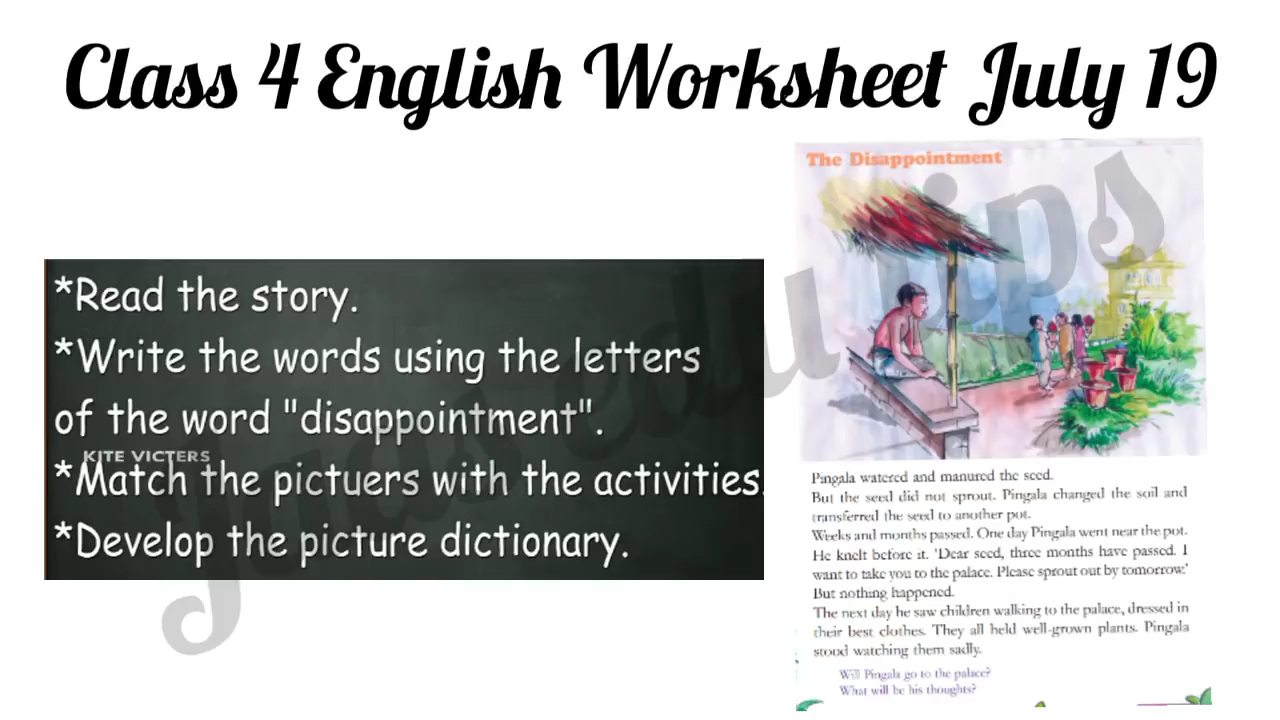 Class 4 English Worksheet July 19
*Read the story.
*Write the words using the letters
of the word "disappointment".
KITE VICTERS
*Match the pictuers with the activities.
*Develop the picture dictionary.
The Disappointment
Pingala watered and manured the seed.
But the seed did not sprout. Pingala changed the soil and
transferred the seed to another pot.
Weeks and months passed. One day Pingala went near the pot.
He knelt before it. 'Dear seed, three months have passed. I
want to take you to the palace. Please sprout out by tomorrow.'
But nothing happened.
The next day he saw children walking to the palace, dressed in
their best clothes. They all held well-grown plants. Pingala
stood watching them sadly.
Will Pingala go to the palace?
What will be his thoughts?
edu tips